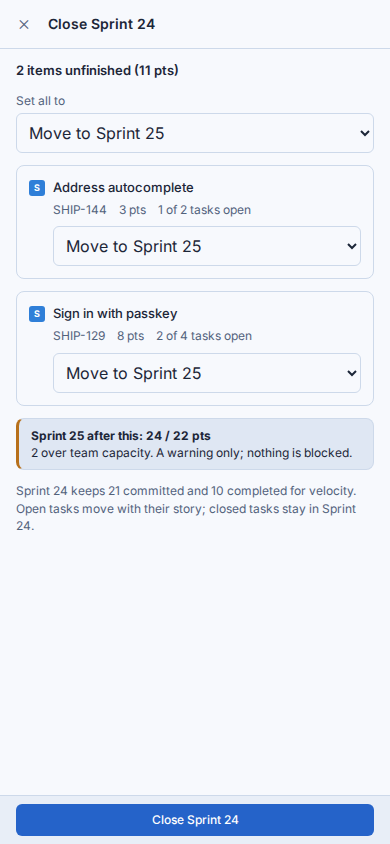 Close Sprint 24
2 items unfinished (11 pts)
Set all to
Move to Sprint 25
S Address autocomplete
SHIP-144 3 pts 1 of 2 tasks open
Move to Sprint 25
S Sign in with passkey
SHIP-129 8 pts 2 of 4 tasks open
Move to Sprint 25
Sprint 25 after this: 24 / 22 pts
2 over team capacity. A warning only; nothing is blocked.
Sprint 24 keeps 21 committed and 10 completed for velocity.
Open tasks move with their story; closed tasks stay in Sprint
24.
Close Sprint 24